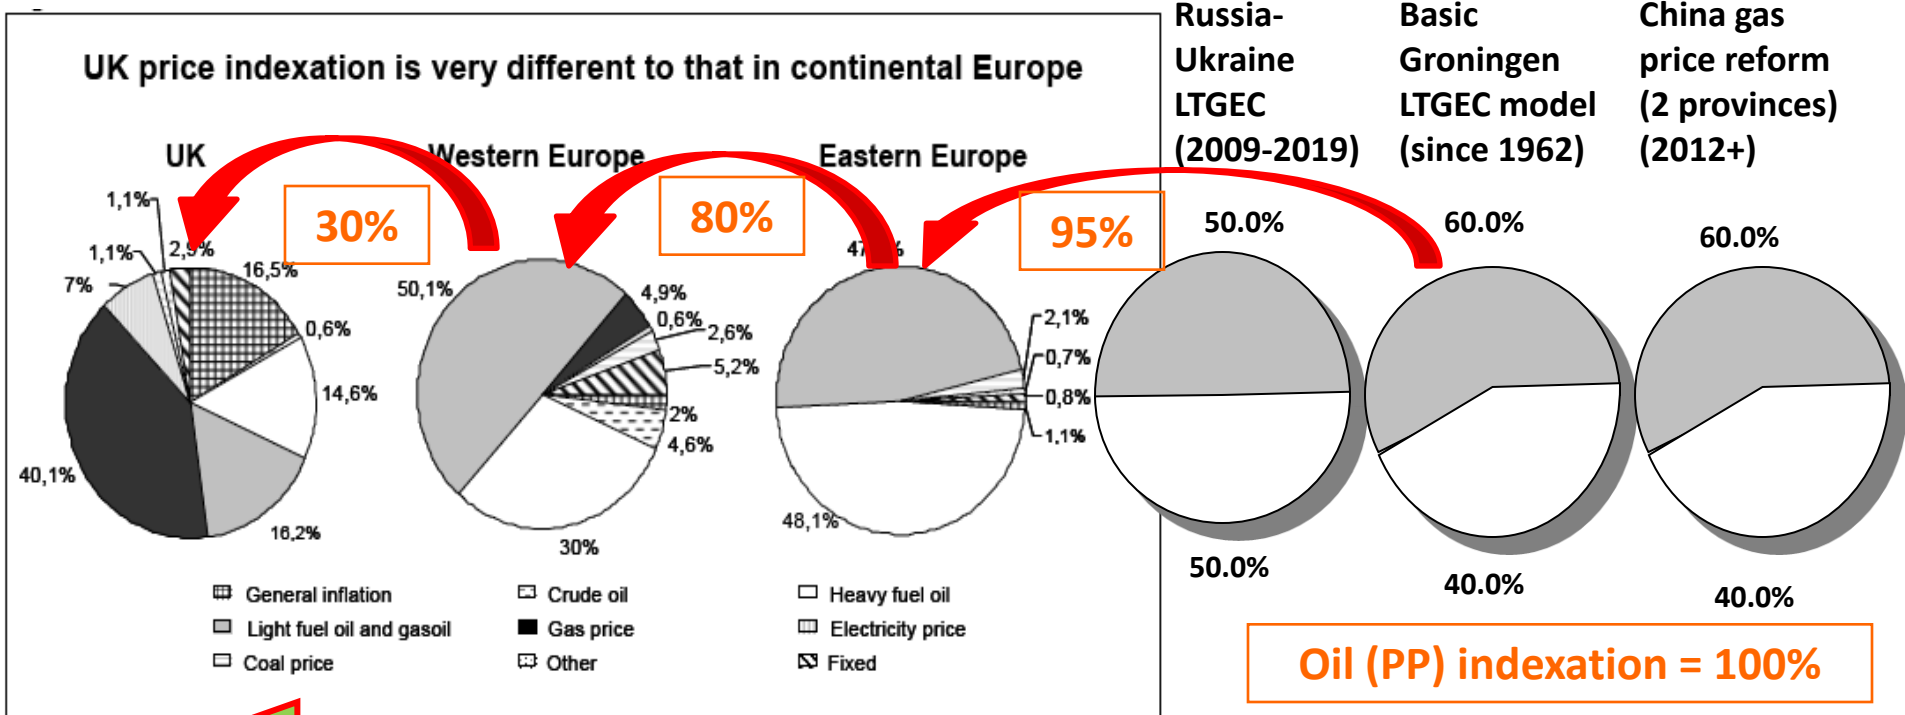 UK price indexation is very different to that in continental Europe
UK
Western Europe
Eastern Europe
Russia-
Ukraine
LTGEC
(2009-2019)
Basic
Groningen
LTGEC model
(since 1962)
China gas
price reform
(2 provinces)
(2012+)
30%
80%
95%
1,1%
1,1%
2,9%
7%
16,5%
0,6%
14,6%
40,1%
16,2%
50,1%
4,9%
0,6%
2,6%
5,2%
2%
4,6%
30%
2,1%
0,7%
0,8%
1,1%
48,1%
50.0%
50.0%
60.0%
40.0%
60.0%
40.0%
General inflation
Crude oil
Heavy fuel oil
Light fuel oil and gasoil
Gas price
Electricity price
Coal price
Other
Fixed
Oil (PP) indexation = 100%